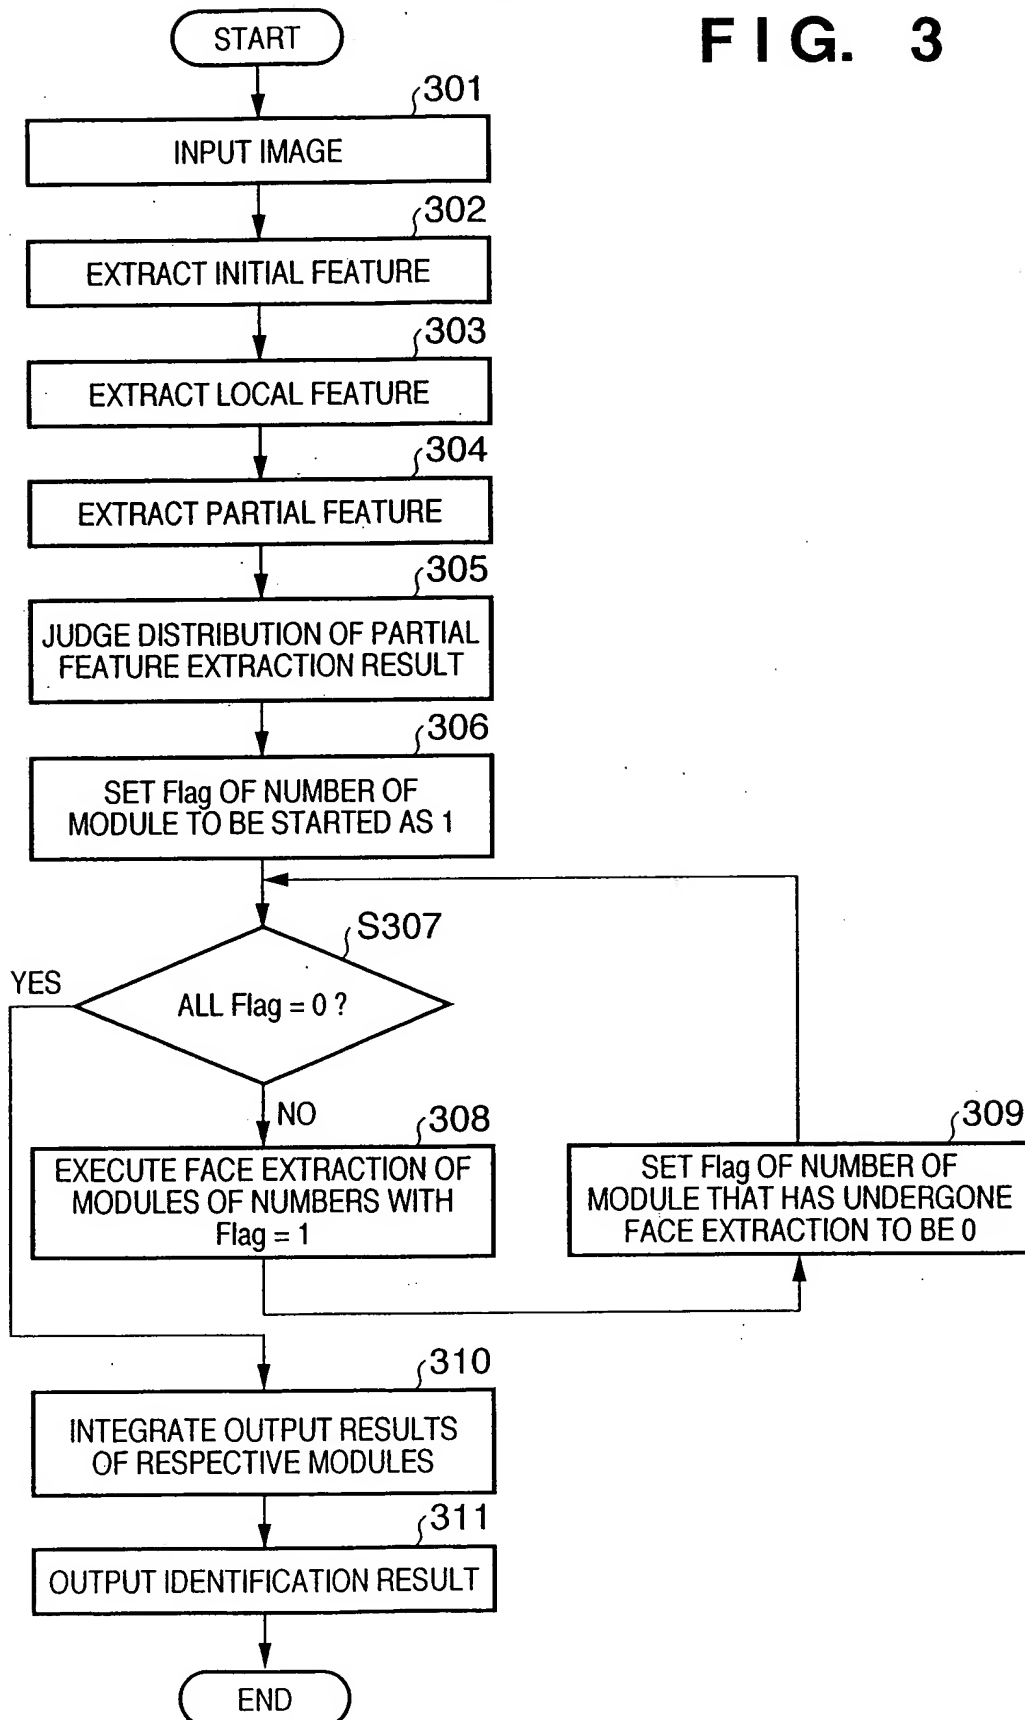 FIG. 3
START
301
INPUT IMAGE
302
EXTRACT INITIAL FEATURE
303
EXTRACT LOCAL FEATURE
304
EXTRACT PARTIAL FEATURE
305
JUDGE DISTRIBUTION OF PARTIAL
FEATURE EXTRACTION RESULT
306
SET Flag OF NUMBER OF
MODULE TO BE STARTED AS 1
S307
YES
ALL Flag = 0 ?
NO
308
EXECUTE FACE EXTRACTION OF
MODULES OF NUMBERS WITH
Flag = 1
309
SET Flag OF NUMBER OF
MODULE THAT HAS UNDERGONE
FACE EXTRACTION TO BE 0
310
INTEGRATE OUTPUT RESULTS
OF RESPECTIVE MODULES
311
OUTPUT IDENTIFICATION RESULT
END